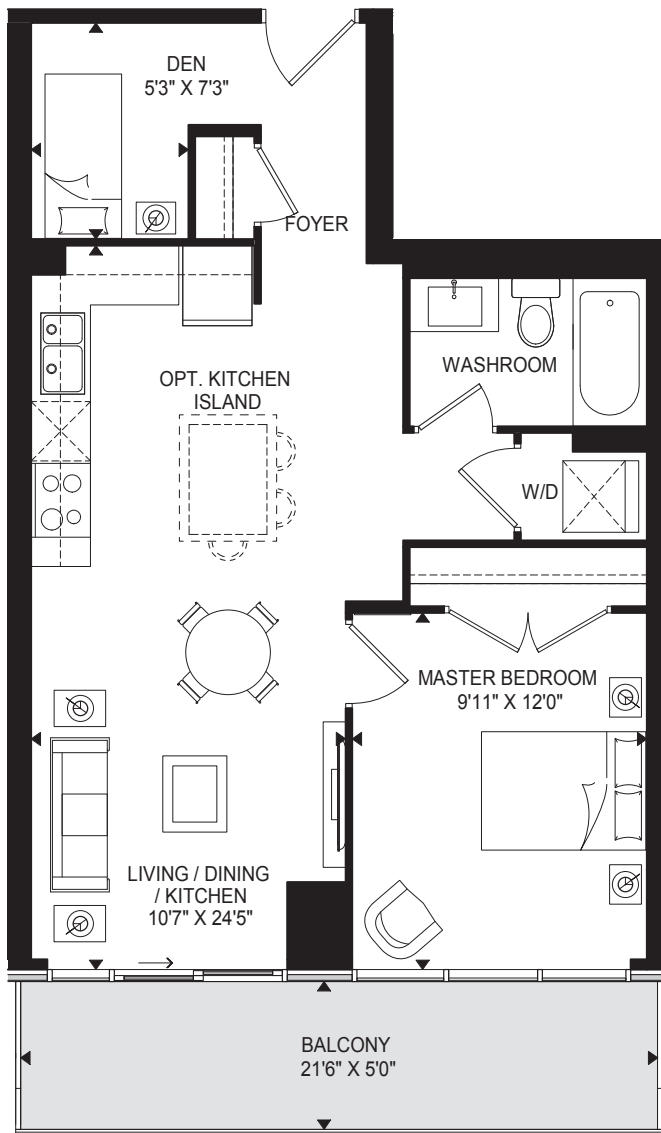 DEN
5'3" X 7'3"
FOYER
OPT. KITCHEN
ISLAND
WASHROOM
W/D
MASTER BEDROOM
9'11" X 12'0"
LIVING / DINING
/ KITCHEN
10'7" X 24'5"
BALCONY
21'6" X 5'0"